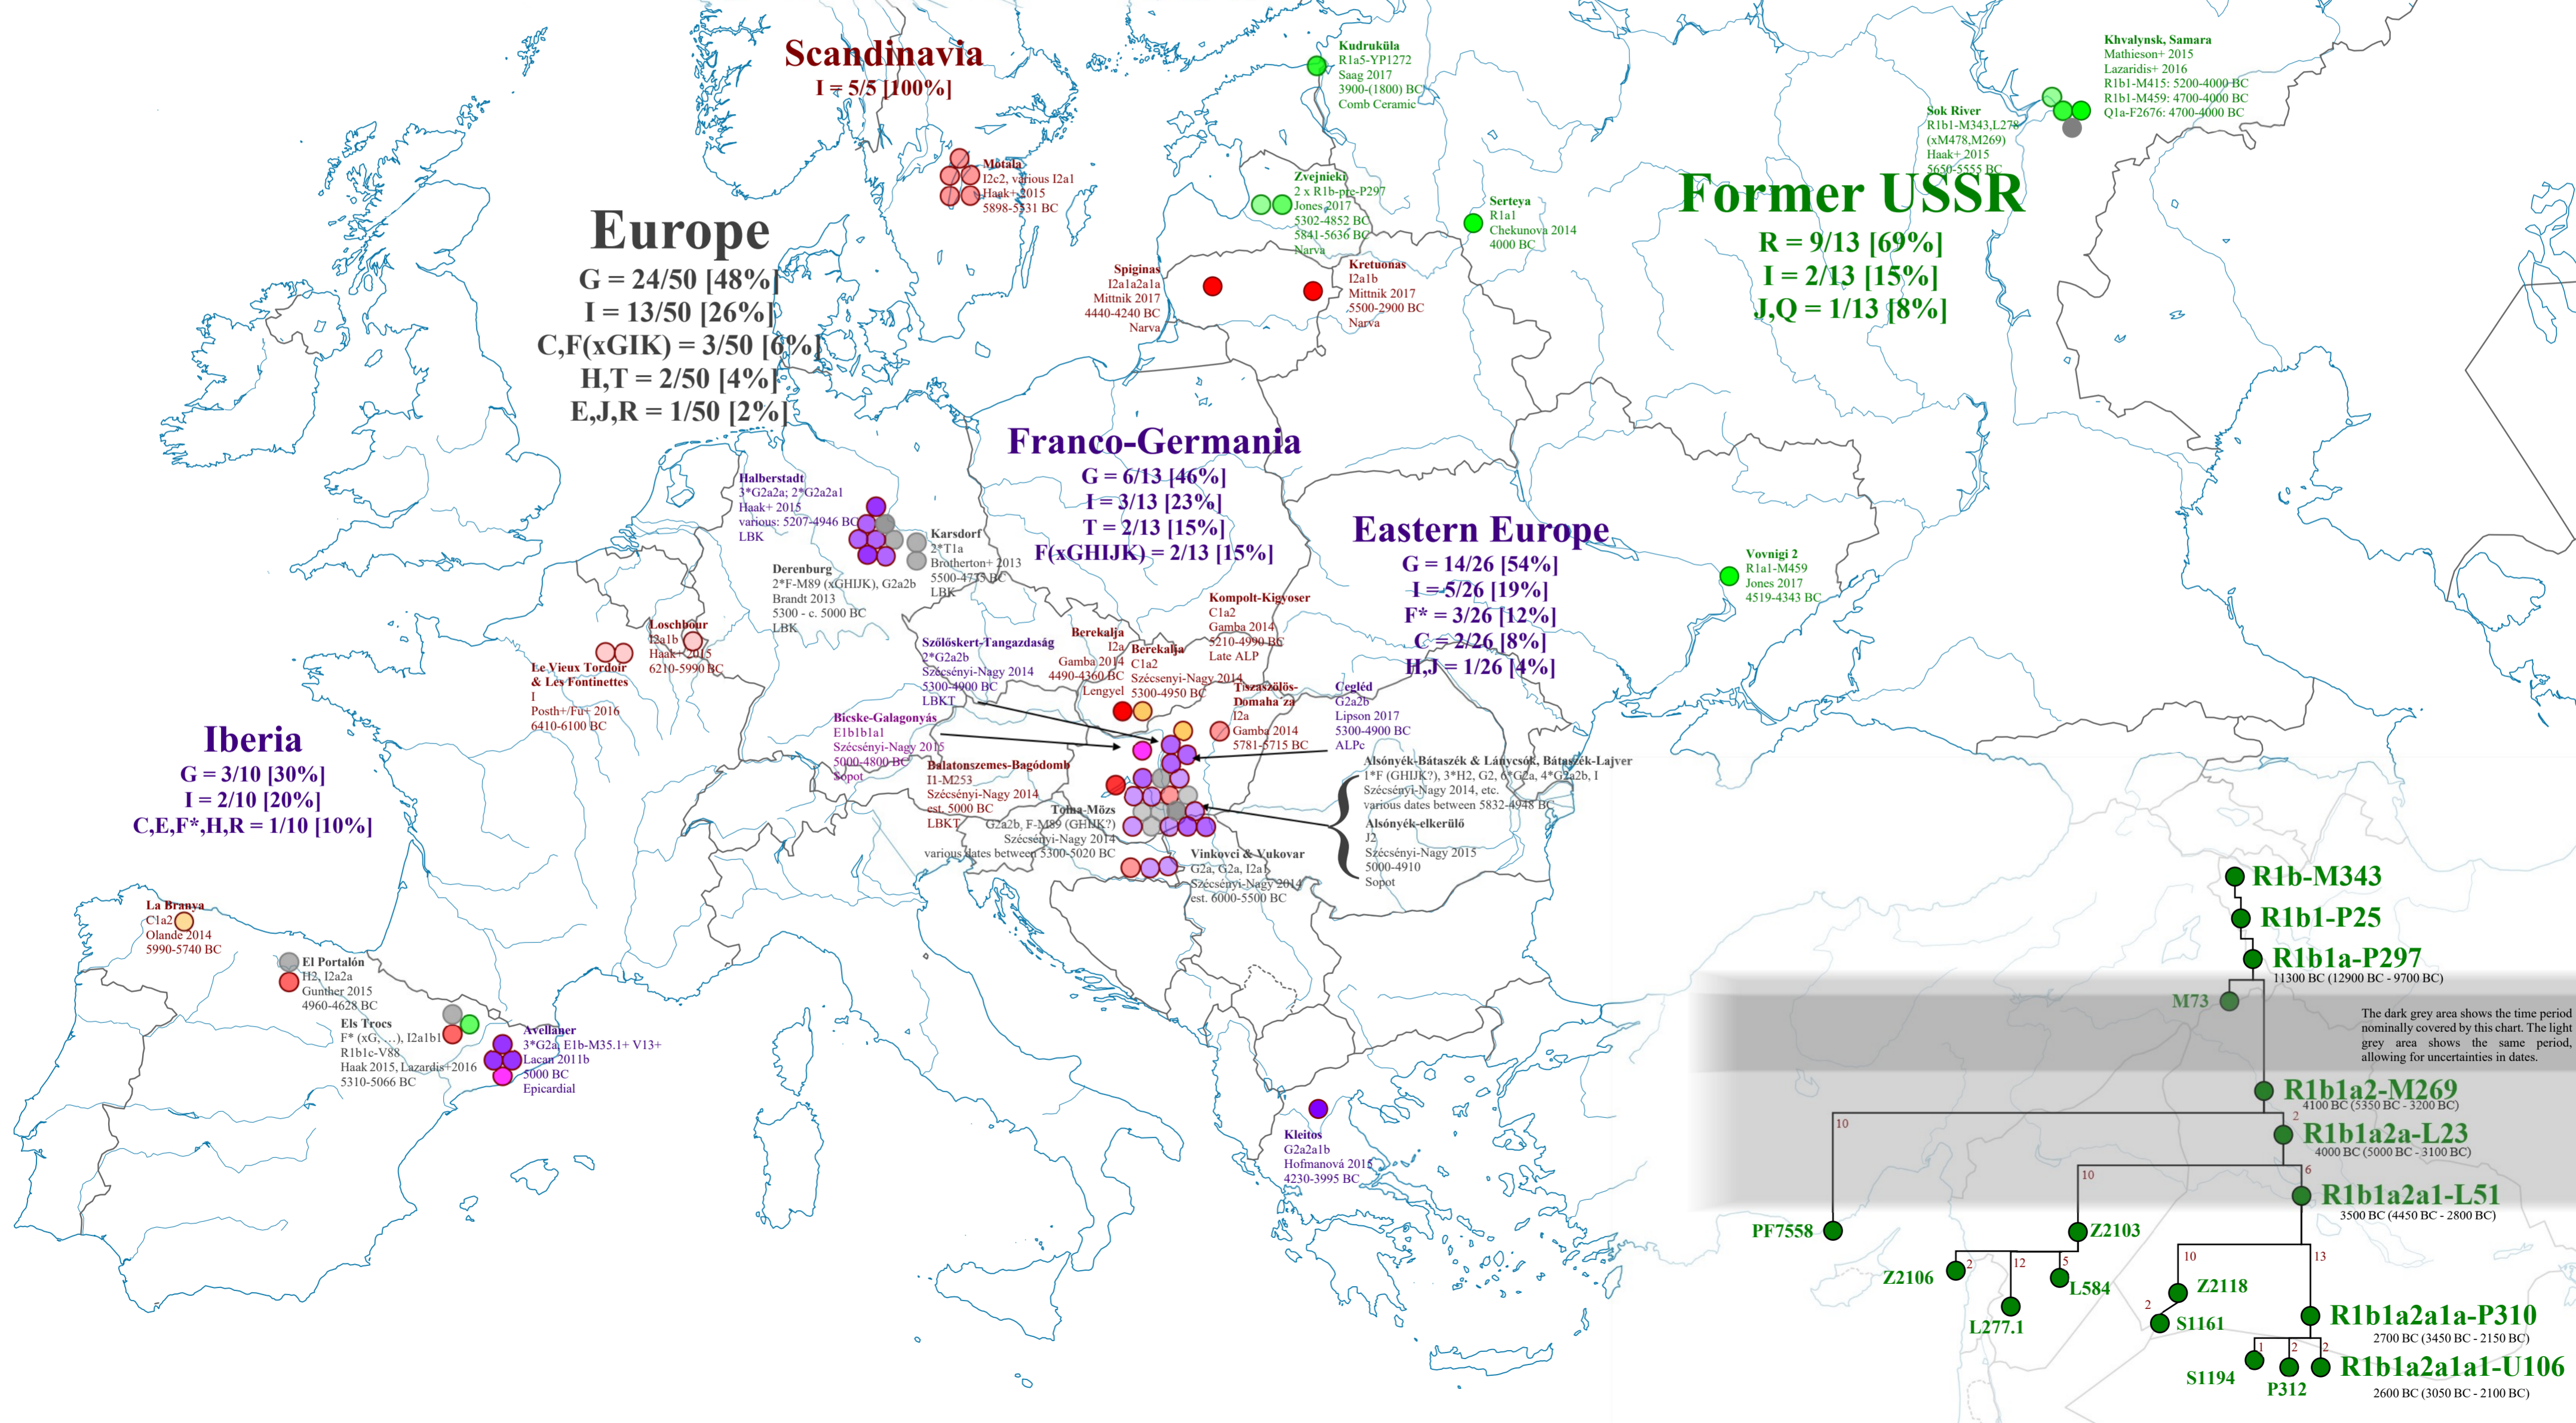 Scandinavia
I = 5/5 [100%]
Kudruküla
R1a5-YP1272
Saag 2017
3900-(1800) BC
Comb Ceramic
Khvalynsk, Samara
Mathieson+ 2015
Lazaridis+ 2016
R1b1-M415: 5200-4000 BC
R1b1-M459: 4700-4000 BC
Q1a-F2676: 4700-4000 BC
Sok River
R1b1-M343,L278
(xM478,M269)
Haak+ 2015
5650-5555 BC
Motala
I2c2, various I2a1
Haak+ 2015
5898-5531 BC
Zvejnieki
2 x R1b-pre-P297
Jones 2017
5302-4852 BC
5841-5636 BC
Narva
Serteya
R1a1
Chekunova 2014
4000 BC
Former USSR
R = 9/13 [69%]
I = 2/13 [15%]
J,Q = 1/13 [8%]
Europe
G = 24/50 [48%]
I = 13/50 [26%]
C,F(xGIK) = 3/50 [6%]
H,T = 2/50 [4%]
E,J,R = 1/50 [2%]
Spiginas
I2a1a2a1a
Mittnik 2017
4440-4240 BC
Narva
Kretuonas
I2a1b
Mittnik 2017
5500-2900 BC
Narva
Franco-Germania
G = 6/13 [46%]
I = 3/13 [23%]
T = 2/13 [15%]
F(xGHIJK) = 2/13 [15%]
Halberstadt
3*G2a2a; 2*G2a2a1
Haak+ 2015
various: 5207-4946 BC
LBK
Karsdorf
2*T1a
Brotherton+ 2013
5500-4775 BC
LBK
Derenburg
2*F-M89 (xGHIJK), G2a2b
Brandt 2013
5300 - c. 5000 BC
LBK
Eastern Europe
G = 14/26 [54%]
I = 5/26 [19%]
F* = 3/26 [12%]
C = 2/26 [8%]
H,J = 1/26 [4%]
Vovnigi 2
R1a1-M459
Jones 2017
4519-4343 BC
Loschbour
I2a1b
Haak+ 2015
6210-5990 BC
Le Vieux Tordoir
& Les Fontinettes
I
Posth+/Fu+ 2016
6410-6100 BC
Kompolt-Kigyoser
C1a2
Gamba 2014
5210-4990 BC
Late ALP
Szőlőskert-Tangazdaság
2*G2a2b
Szécsényi-Nagy 2014
5300-4900 BC
LBKT
Berekalja
I2a
Gamba 2014
4490-4360 BC
Lengyel
Berekalja
C1a2
Szécsenyi-Nagy 2014
5300-4950 BC
Tiszaszőlős-
Domaha´za
I2a
Gamba 2014
5781-5715 BC
Cegléd
G2a2b
Lipson 2017
5300-4900 BC
ALPc
Bicske-Galagonyás
E1b1b1a1
Szécsényi-Nagy 2015
5000-4800 BC
Sopot
Balatonszemes-Bagódomb
I1-M253
Szécsényi-Nagy 2014
est. 5000 BC
LBKT
Tolna-Mözs
G2a2b, F-M89 (GHIJK?)
Szécsényi-Nagy 2014
various dates between 5300-5020 BC
Alsónyék-Bátaszék & Lánycsók, Bátaszék-Lajver
1*F (GHIJK?), 3*H2, G2, 6*G2a, 4*G2a2b, I
Szécsényi-Nagy 2014, etc.
various dates between 5832-4948 BC
Alsónyék-elkerülő
J2
Szécsényi-Nagy 2015
5000-4910
Sopot
Vinkovci & Vukovar
G2a, G2a, I2a1
Szécsényi-Nagy 2014
est. 6000-5500 BC
Iberia
G = 3/10 [30%]
I = 2/10 [20%]
C,E,F*,H,R = 1/10 [10%]
La Branya
C1a2
Olande 2014
5990-5740 BC
El Portalón
H2, I2a2a
Gunther 2015
4960-4628 BC
Els Trocs
F* (xG, ...), I2a1b1
R1b1c-V88
Haak 2015, Lazardis+2016
5310-5066 BC
Avellaner
3*G2a, E1b-M35.1+ V13+
Lacan 2011b
5000 BC
Epicardial
Kleitos
G2a2a1b
Hofmanová 2015
4230-3995 BC
R1b-M343
R1b1-P25
R1b1a-P297
11300 BC (12900 BC - 9700 BC)
M73
The dark grey area shows the time period
nominally covered by this chart. The light
grey area shows the same period,
allowing for uncertainties in dates.
R1b1a2-M269
4100 BC (5350 BC - 3200 BC)
10
2
R1b1a2a-L23
4000 BC (5000 BC - 3100 BC)
10
6
R1b1a2a1-L51
3500 BC (4450 BC - 2800 BC)
PF7558
Z2103
2
12
5
10
13
Z2106
L584
Z2118
L277.1
2
S1161
R1b1a2a1a-P310
2700 BC (3450 BC - 2150 BC)
1
2
2
S1194
P312
R1b1a2a1a1-U106
2600 BC (3050 BC - 2100 BC)